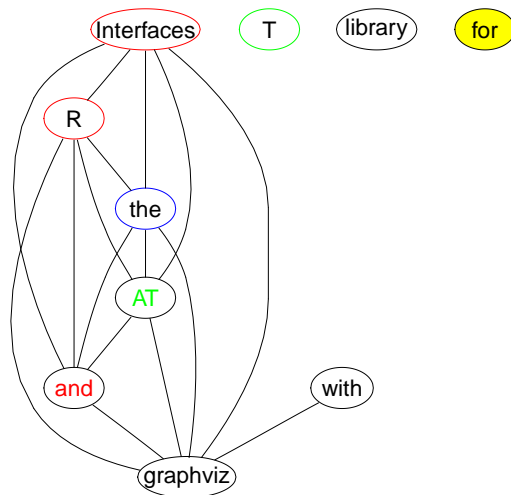 Interfaces T library for
R
the
AT
and with
graphviz